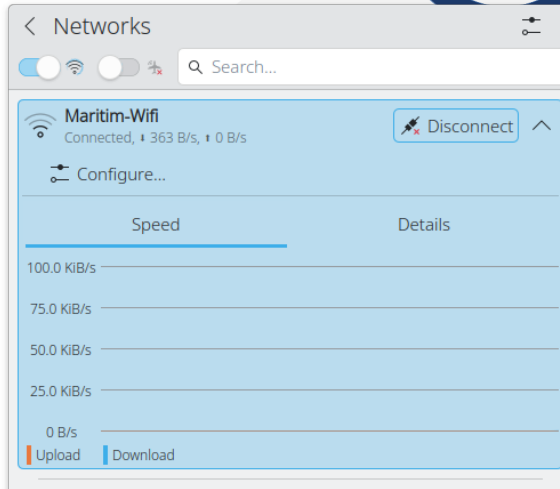 Networks
Search...
Maritim-Wifi
Connected, ⬇ 363 B/s, ⬆ 0 B/s
Disconnect
Configure...
Speed
Details
100.0 KiB/s
75.0 KiB/s
50.0 KiB/s
25.0 KiB/s
0 B/s
Upload
Download